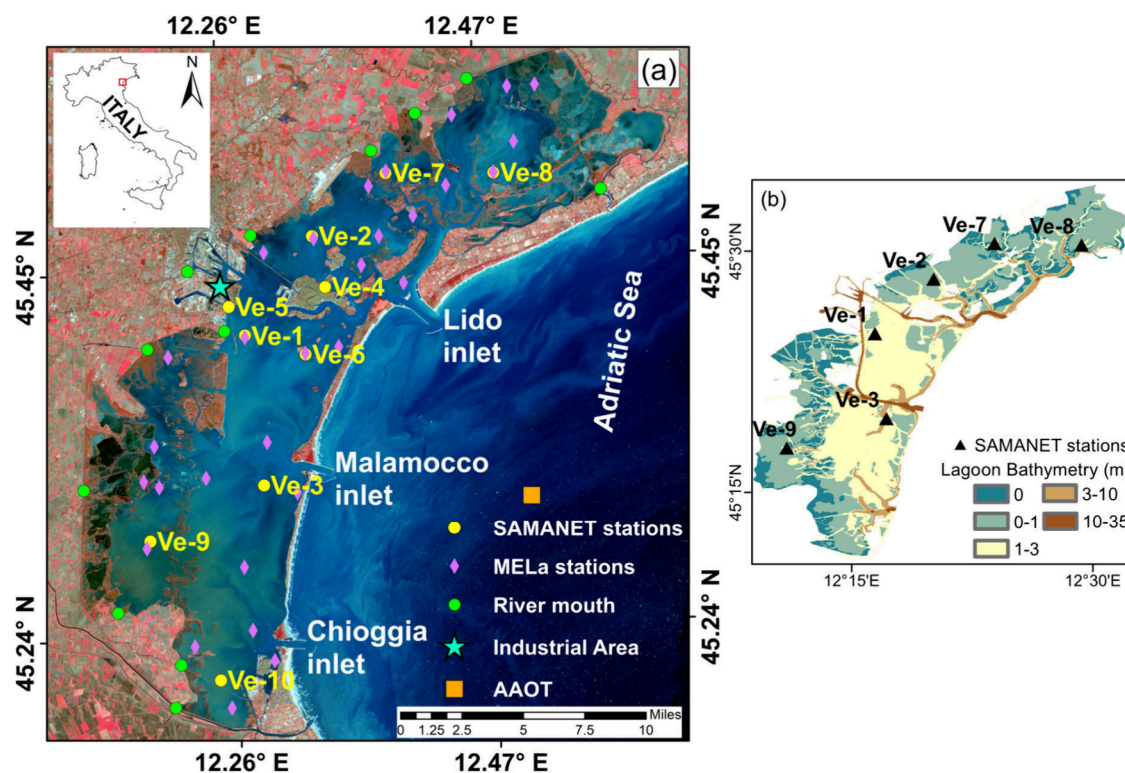 12.26° E
12.47° E
(a)
N
ITALY
45.45° N
45.45° N
Ve-7
Ve-8
Ve-2
Ve-4
Ve-5
Ve-1
Ve-6
Lido
inlet
Adriatic Sea
Malamocco
inlet
Ve-3
SAMANET stations
Ve-9
MELa stations
River mouth
Chioggia
inlet
Industrial Area
45.24° N
45.24° N
Ve-10
AAOT
Miles
0 1.25 2.5 5 7.5 10
12.26° E
12.47° E
(b)
Ve-7
Ve-8
45°30'N
Ve-2
Ve-1
Ve-3
Ve-9
SAMANET stations
Lagoon Bathymetry (m
45°15'N
0
3-10
0-1
10-35
1-3
12°15'E
12°30'E